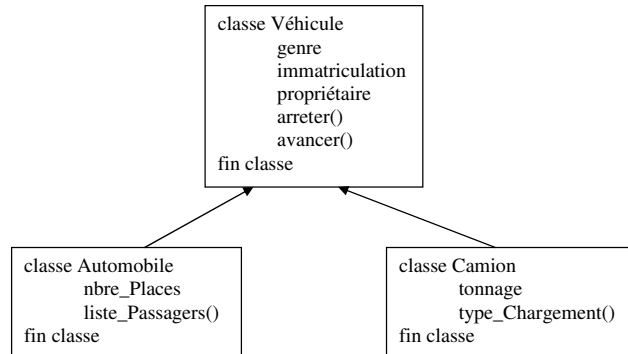 classe Véhicule
genre
immatriculation
propriétaire
arreter()
avancer()
fin classe
classe Automobile
nbre_Places
liste_Passagers()
fin classe
classe Camion
tonnage
type_Chargement()
fin classe